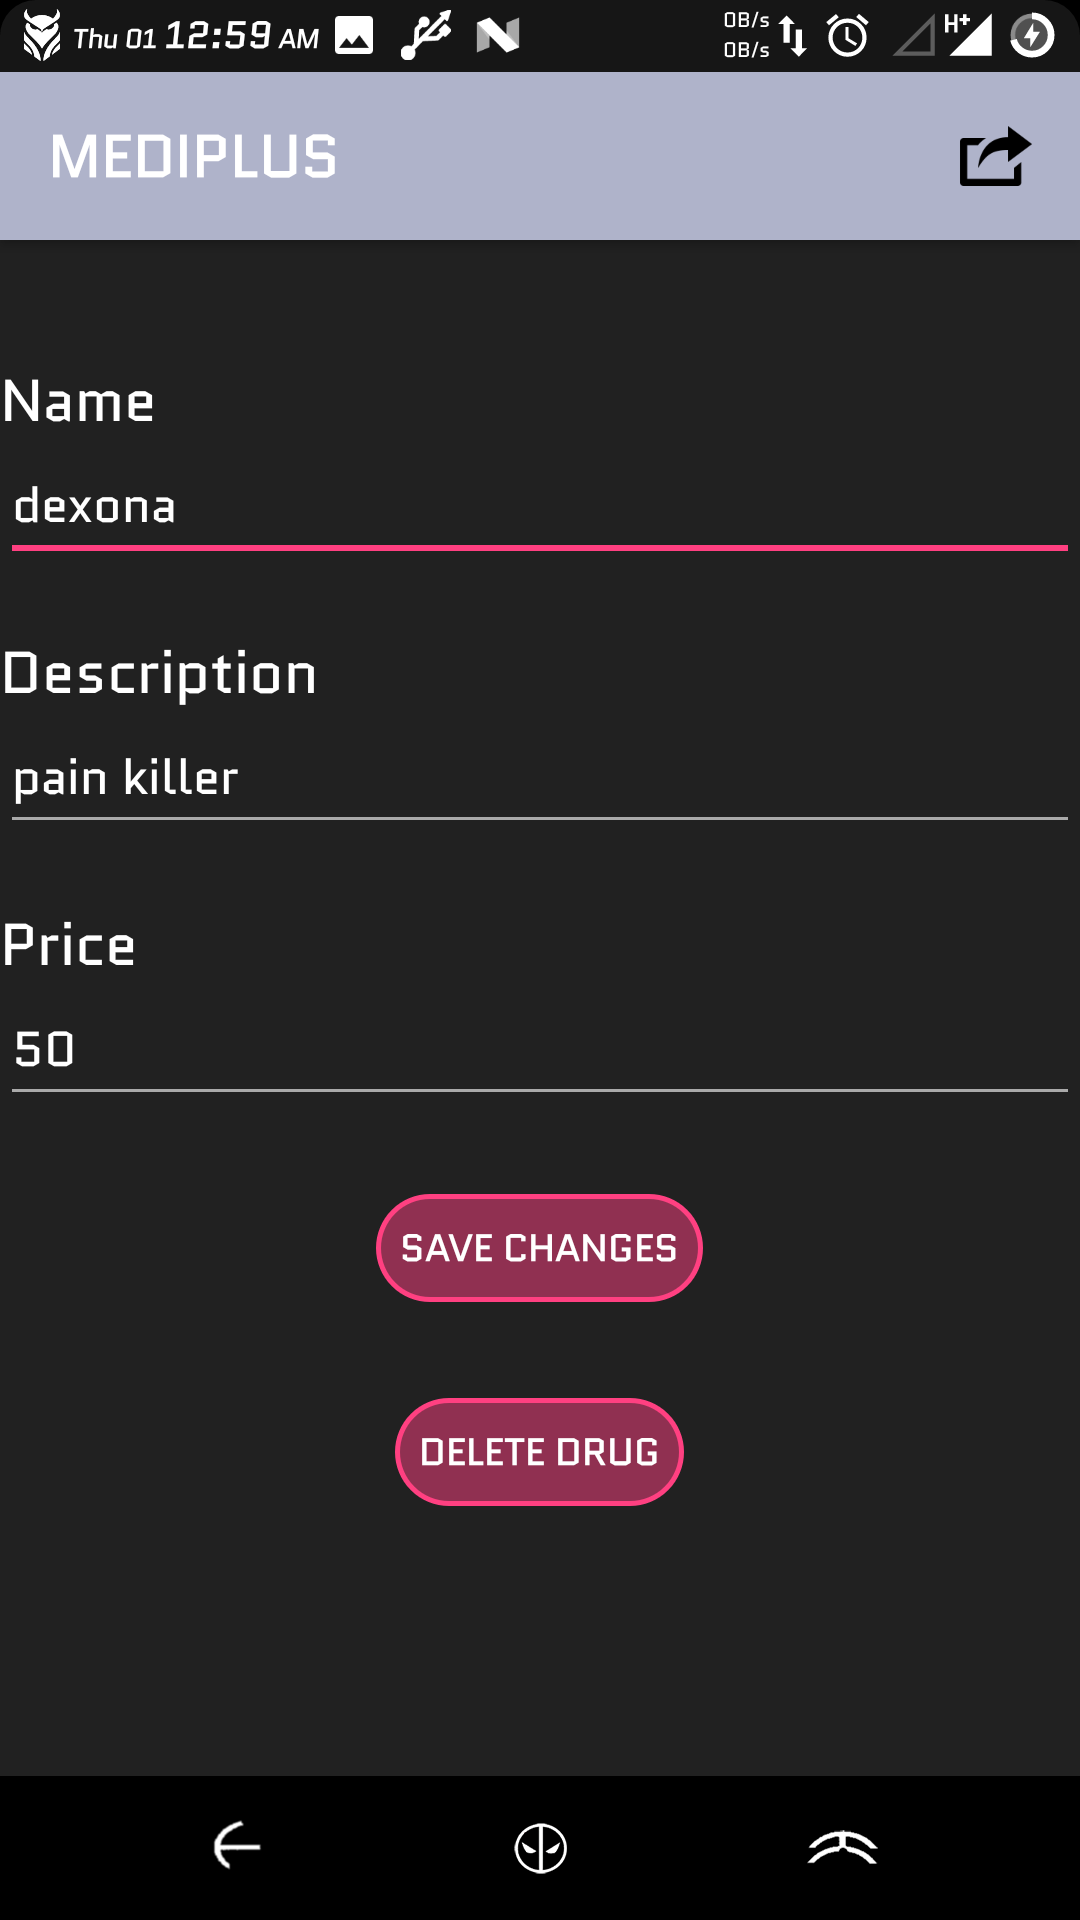 Thu 01 12:59 AM 0B/s H+
0B/s
MEDIPLUS
Name
dexona
Description
pain killer
Price
50
SAVE CHANGES
DELETE DRUG